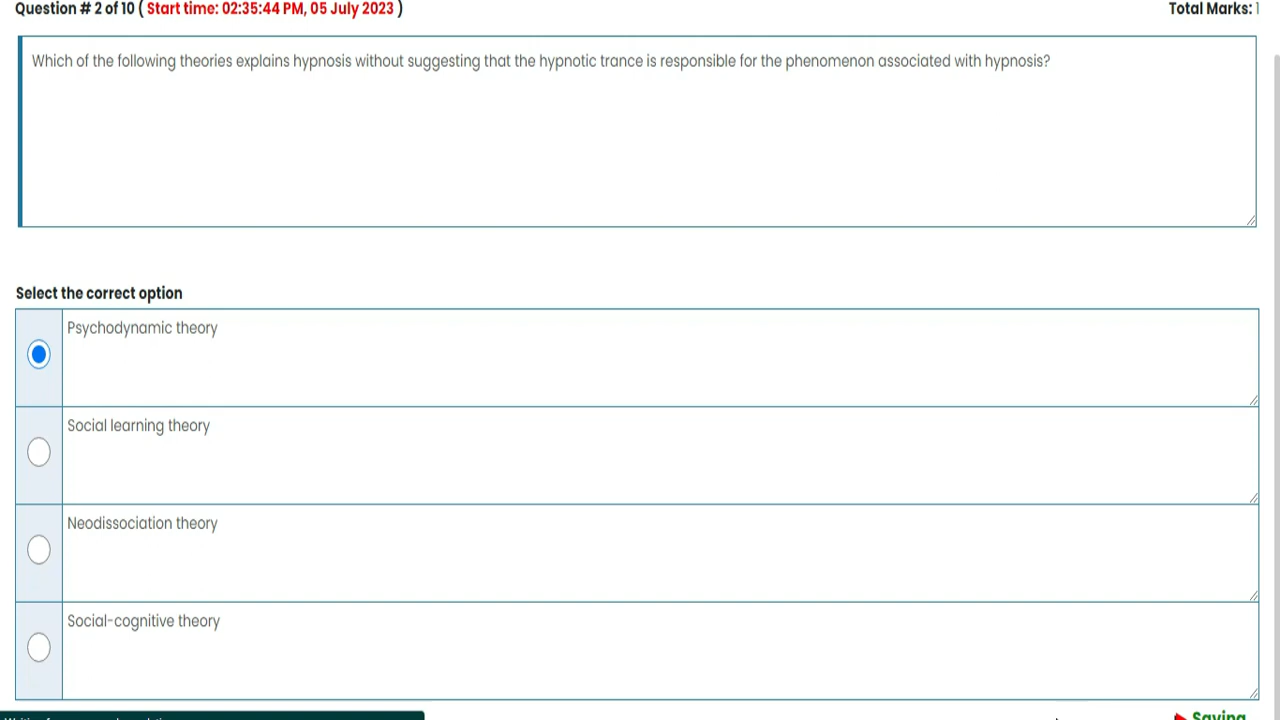 Question # 2 of 10 ( Start time: 02:35:44 PM, 05 July 2023 )
Total Marks: 1
Which of the following theories explains hypnosis without suggesting that the hypnotic trance is responsible for the phenomenon associated with hypnosis?
Select the correct option
Psychodynamic theory
Social learning theory
Neodissociation theory
Social-cognitive theory
Saving